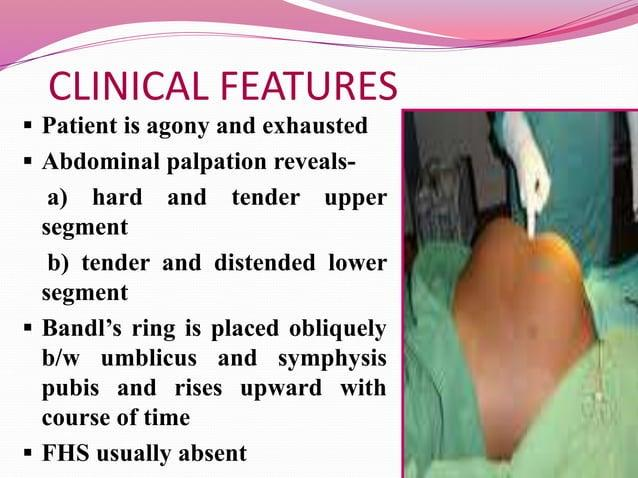 CLINICAL FEATURES
▪ Patient is agony and exhausted
▪ Abdominal palpation reveals-
a) hard and tender upper
segment
b) tender and distended lower
segment
▪ Bandl’s ring is placed obliquely
b/w umblicus and symphysis
pubis and rises upward with
course of time
▪ FHS usually absent